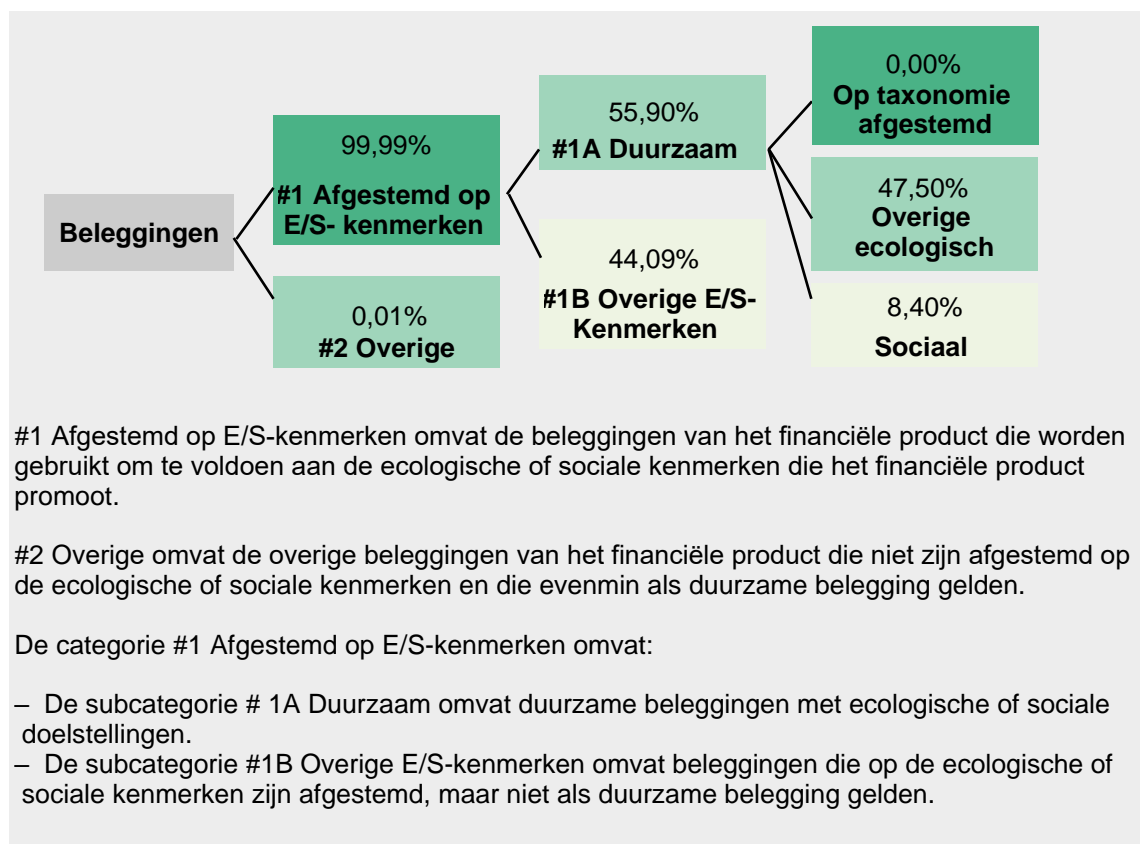 Beleggingen
99,99%
#1 Afgestemd op
E/S- kenmerken
0,01%
#2 Overige
55,90%
#1A Duurzaam
44,09%
#1B Overige E/S-
Kenmerken
0,00%
Op taxonomie
afgestemd
47,50%
Overige
ecologisch
8,40%
Sociaal
#1 Afgestemd op E/S-kenmerken omvat de beleggingen van het financiële product die worden
gebruikt om te voldoen aan de ecologische of sociale kenmerken die het financiële product
promoot.
#2 Overige omvat de overige beleggingen van het financiële product die niet zijn afgestemd op
de ecologische of sociale kenmerken en die evenmin als duurzame belegging gelden.
De categorie #1 Afgestemd op E/S-kenmerken omvat:
– De subcategorie # 1A Duurzaam omvat duurzame beleggingen met ecologische of sociale
doelstellingen.
– De subcategorie #1B Overige E/S-kenmerken omvat beleggingen die op de ecologische of
sociale kenmerken zijn afgestemd, maar niet als duurzame belegging gelden.